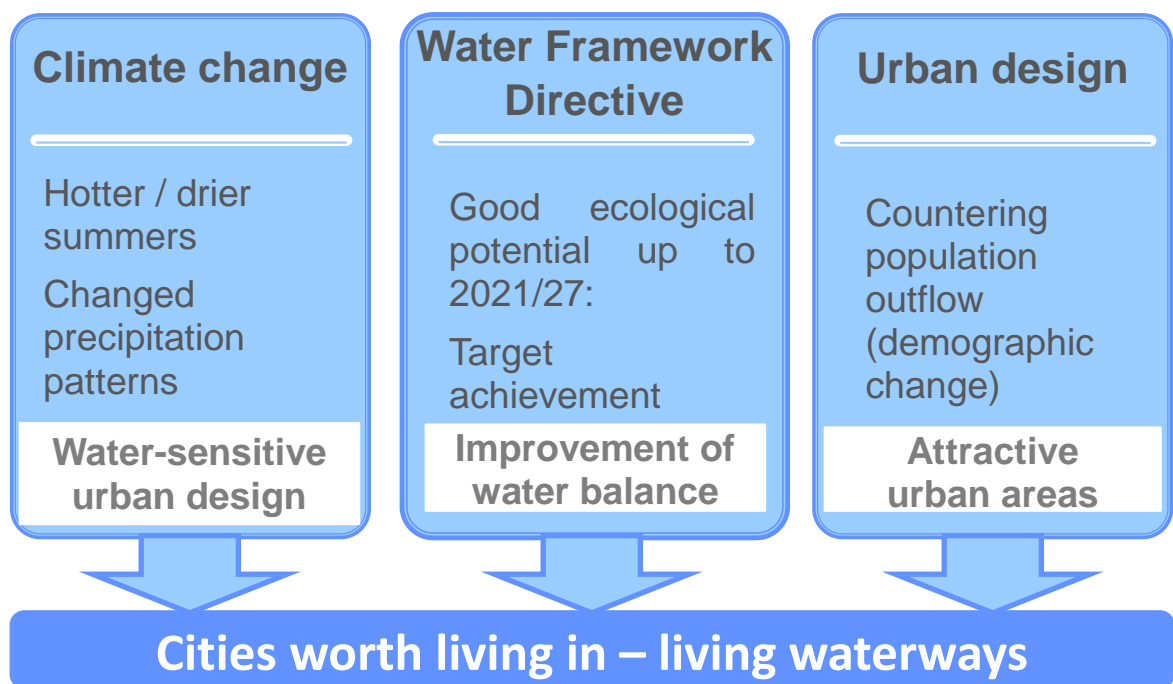 Climate change
Hotter / drier
summers
Changed
precipitation
patterns
Water-sensitive
urban design
Water Framework
Directive
Good ecological
potential up to
2021/27:
Target
achievement
Improvement of
water balance
Urban design
Countering
population
outflow
(demographic
change)
Attractive
urban areas
Cities worth living in – living waterways